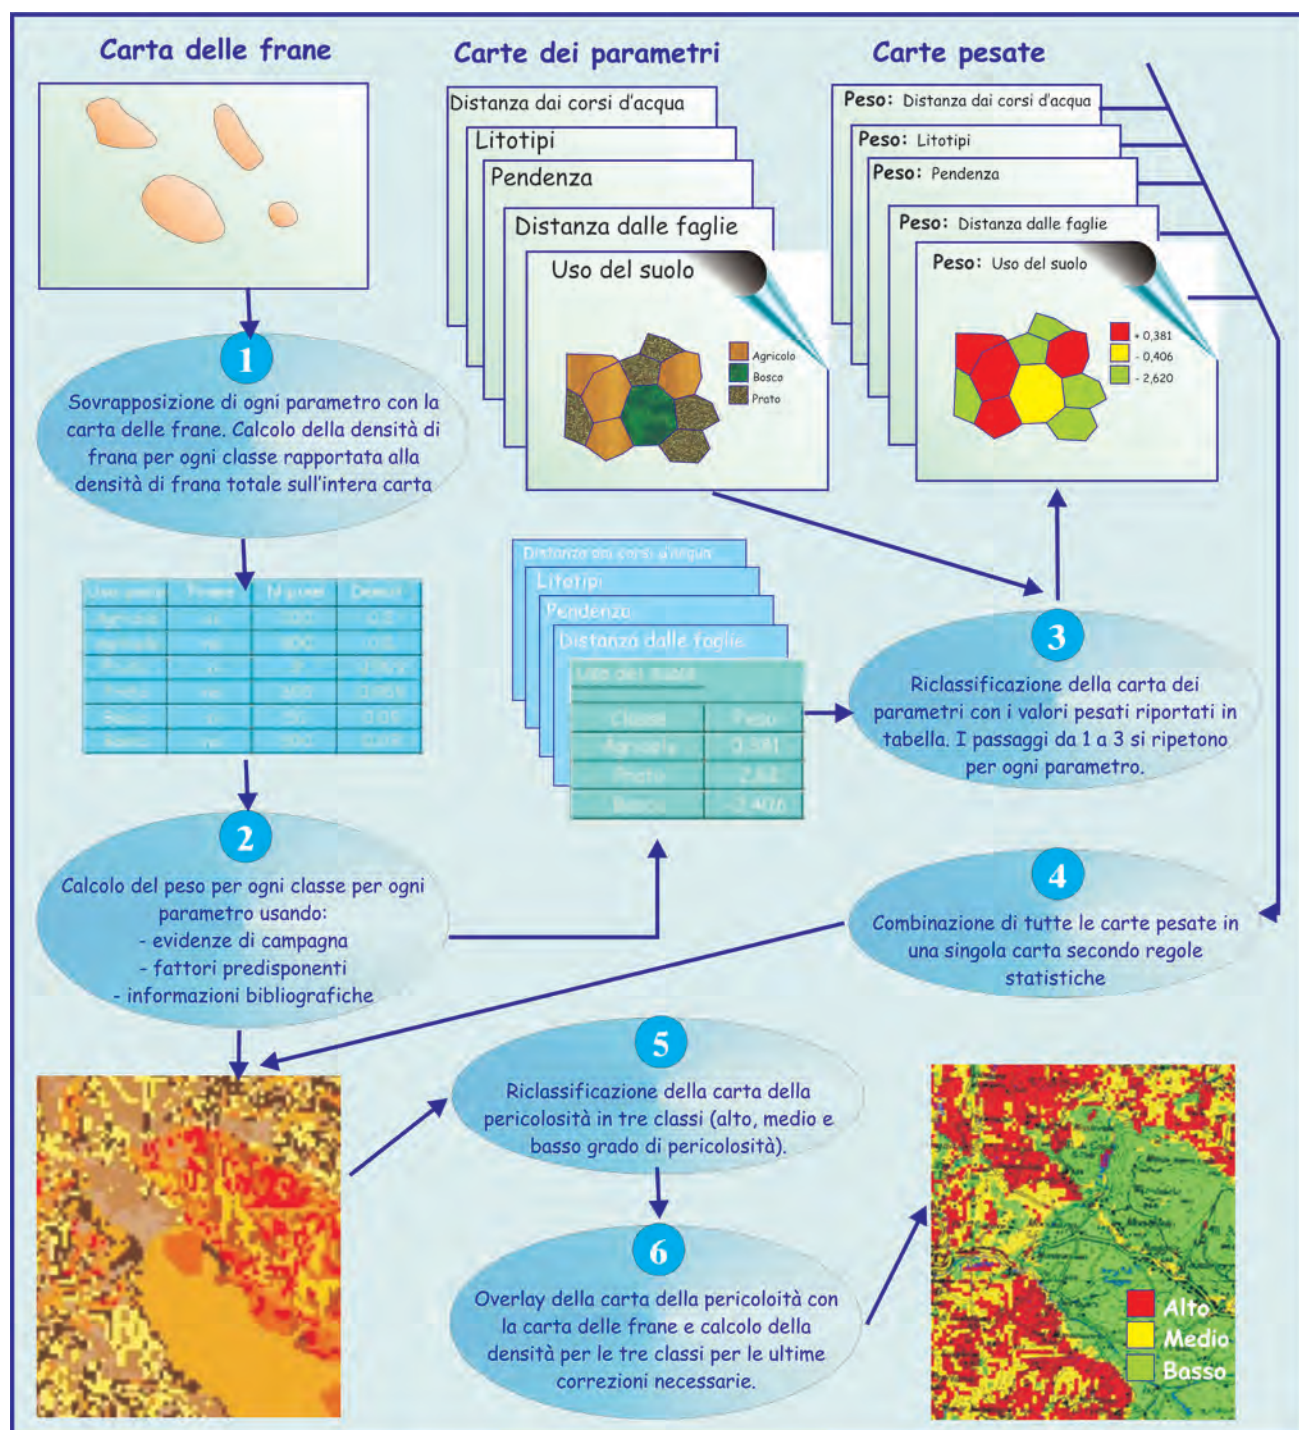 Carta delle frane
Carte dei parametri
Carte pesate
Distanza dai corsi d'acqua
Litotipi
Pendenza
Distanza dalle faglie
Uso del suolo
Agricolo
Bosco
Prato
Peso: Distanza dai corsi d'acqua
Peso: Litotipi
Peso: Pendenza
Peso: Distanza dalle faglie
Peso: Uso del suolo
+ 0,381
- 0,406
- 2,620
1
Sovrapposizione di ogni parametro con la
carta delle frane. Calcolo della densità di
frana per ogni classe rapportata alla
densità di frana totale sull'intera carta
Agricolo
Prato
Prato
Bosco
Bosco
Distanza dai corsi d'acqua
Litotipi
Pendenza
Distanza dalle faglie
Uso del suolo
Classe Peso
Agricolo 0,381
Prato
Bosco
3
Riclassificazione della carta dei
parametri con i valori pesati riportati in
tabella. I passaggi da 1 a 3 si ripetono
per ogni parametro.
2
Calcolo del peso per ogni classe per ogni
parametro usando:
- evidenze di campagna
- fattori predisponenti
- informazioni bibliografiche
4
Combinazione di tutte le carte pesate in
una singola carta secondo regole
statistiche
5
Riclassificazione della carta della
pericolosità in tre classi (alto, medio e
basso grado di pericolosità).
6
Overlay della carta della pericoloità con
la carta delle frane e calcolo della
densità per le tre classi per le ultime
correzioni necessarie.
Alto
Medio
Basso